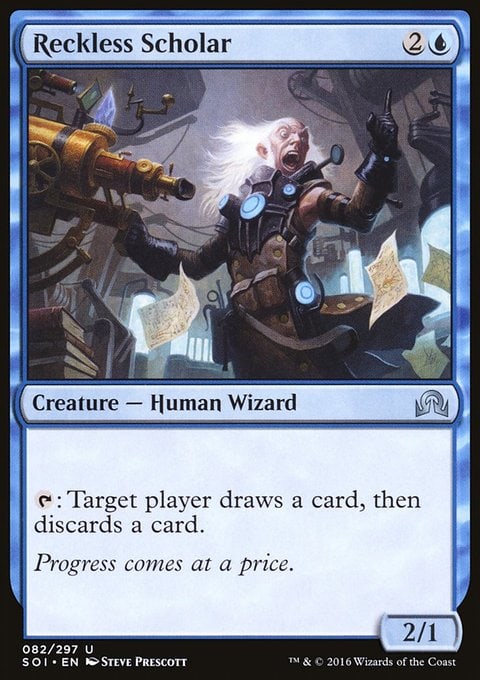 Reckless Scholar 2
Creature — Human Wizard
: Target player draws a card, then
discards a card.
Progress comes at a price.
2/1
082/297 U
SOI • EN Steve Prescott
™ & © 2016 Wizards of the Coast